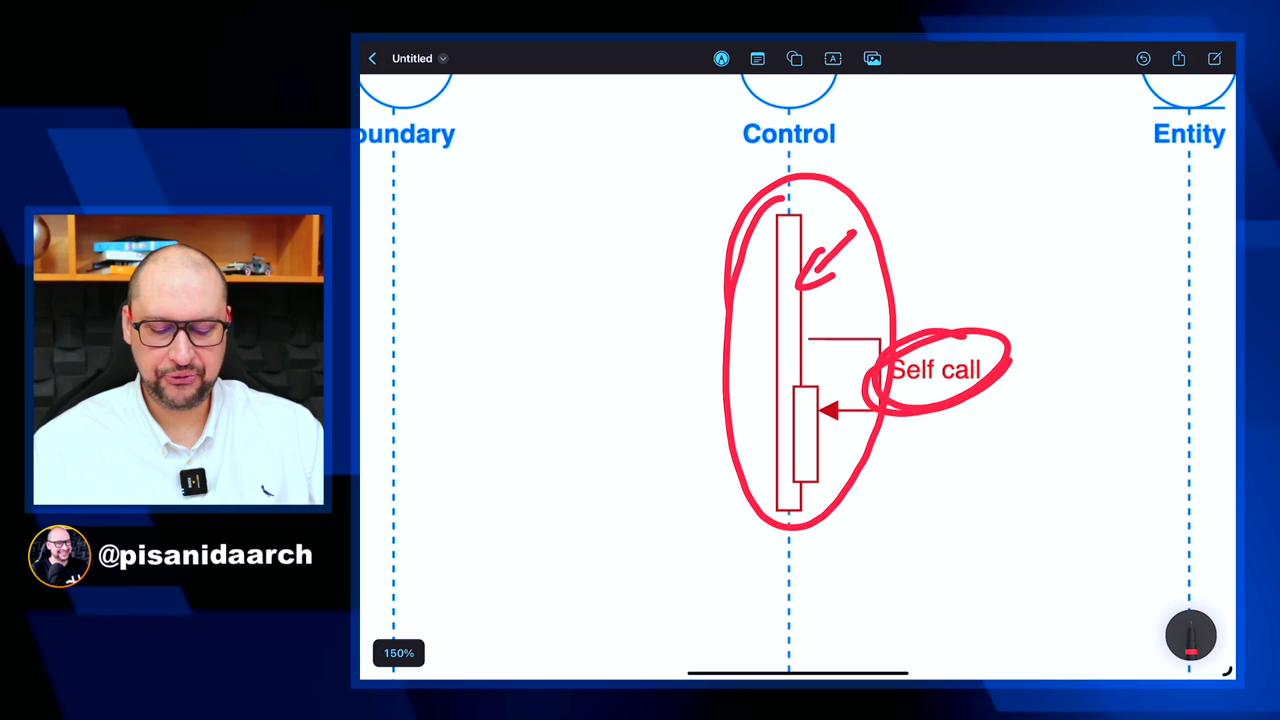 Untitled
A
oundary
Control
Entity
Self call
@pisanidaarch
150%